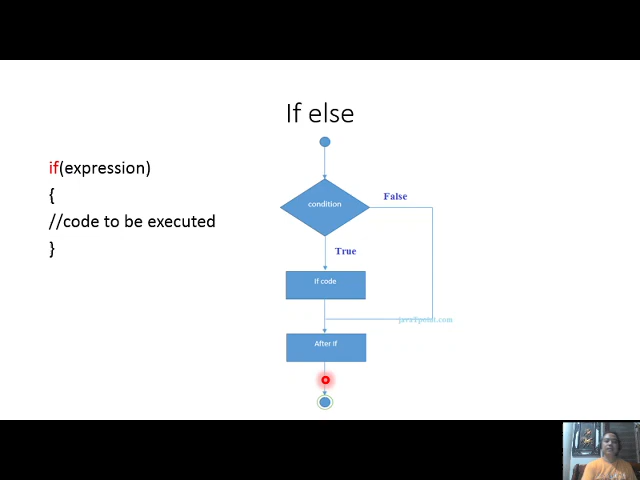 If else
if(expression)
{
//code to be executed
}
condition
False
True
If code
javaTpoint.com
After If